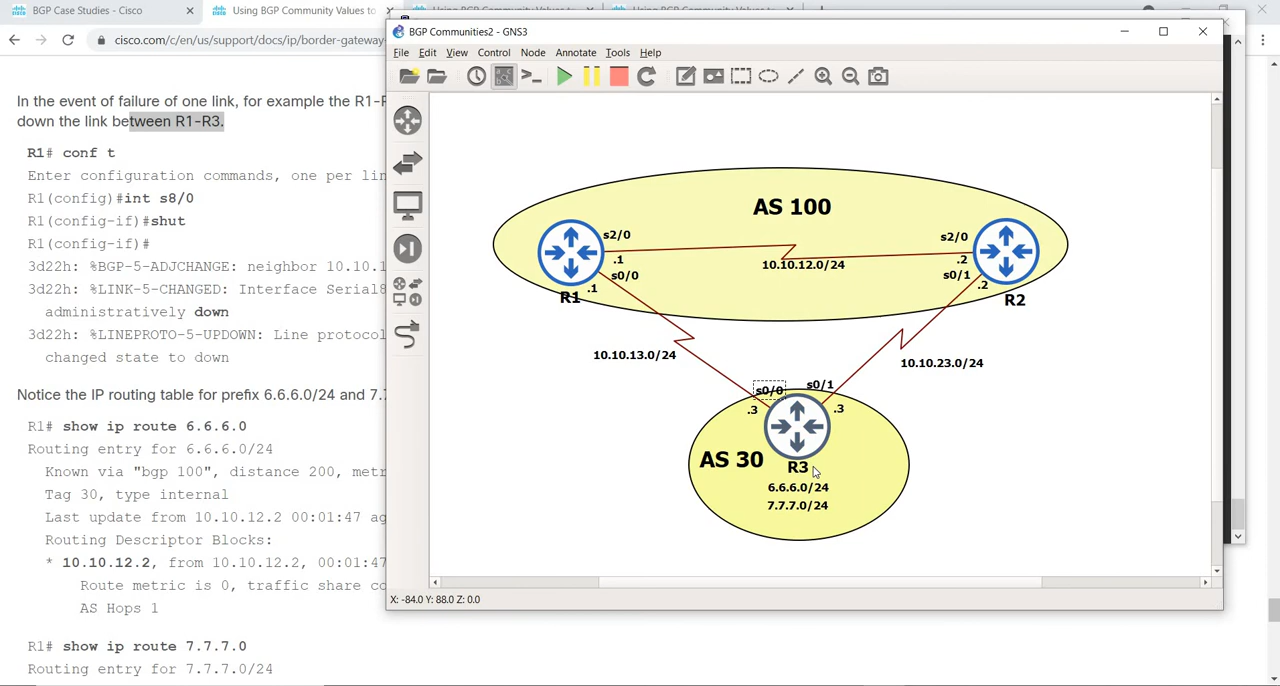 BGP Case Studies - Cisco
Using BGP Community Values to
Using BGP Community Values to
Using BGP Community Values to
cisco.com/c/en/us/support/docs/ip/border-gateway-
In the event of failure of one link, for example the R1-R
down the link between R1-R3.
R1# conf t
Enter configuration commands, one per lin
R1(config)#int s8/0
R1(config-if)#shut
R1(config-if)#
3d22h: %BGP-5-ADJCHANGE: neighbor 10.10.1
3d22h: %LINK-5-CHANGED: Interface Serial8
administratively down
3d22h: %LINEPROTO-5-UPDOWN: Line protocol
changed state to down
Notice the IP routing table for prefix 6.6.6.0/24 and 7.7
R1# show ip route 6.6.6.0
Routing entry for 6.6.6.0/24
Known via "bgp 100", distance 200, metr
Tag 30, type internal
Last update from 10.10.12.2 00:01:47 ag
Routing Descriptor Blocks:
* 10.10.12.2, from 10.10.12.2, 00:01:47
Route metric is 0, traffic share co
AS Hops 1
R1# show ip route 7.7.7.0
Routing entry for 7.7.7.0/24
BGP Communities2 - GNS3
File Edit View Control Node Annotate Tools Help
AS 100
s2/0
s2/0
.1
.2
10.10.12.0/24
s0/0
s0/1
.1
.2
R1
R2
10.10.13.0/24
10.10.23.0/24
s0/0
s0/1
.3
.3
AS 30
R3
6.6.6.0/24
7.7.7.0/24
X: -84.0 Y: 88.0 Z: 0.0